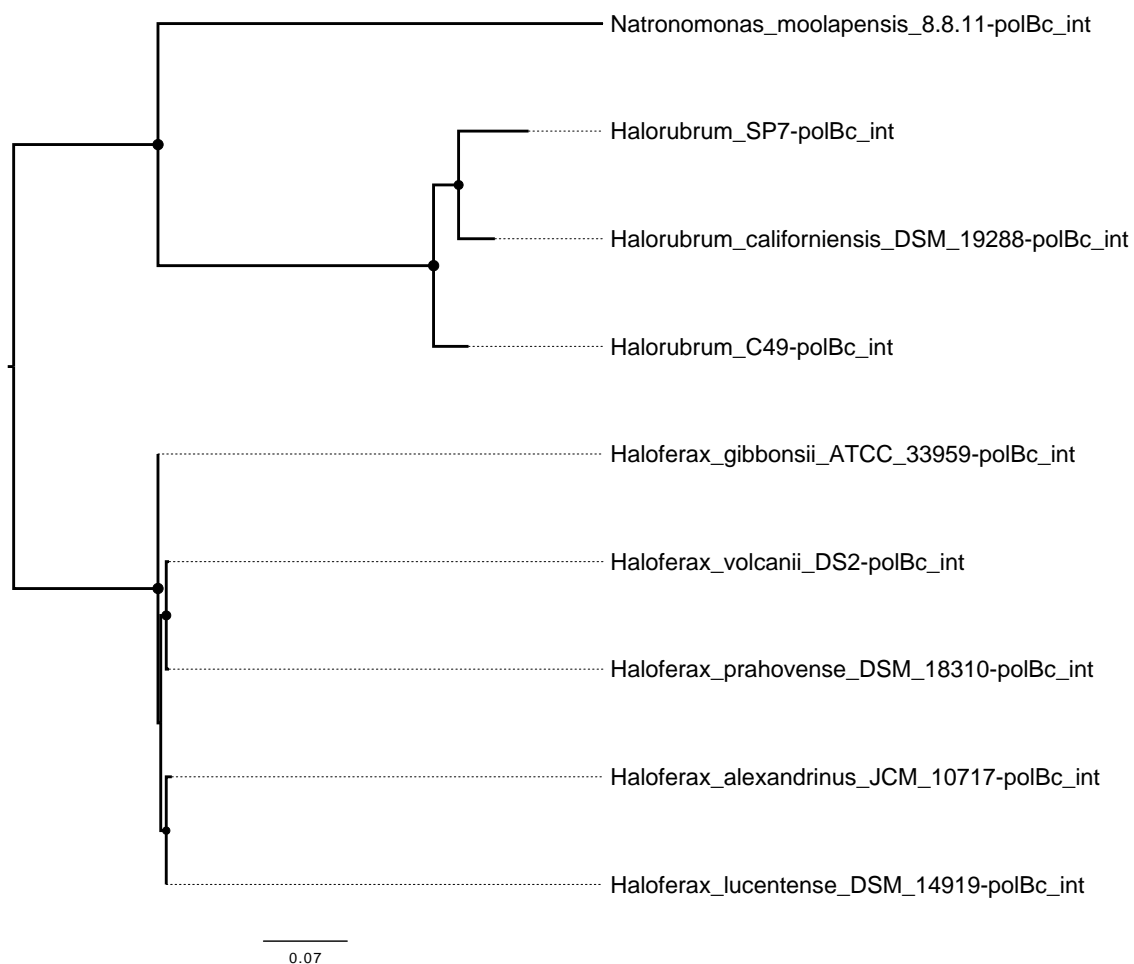 Natronomonas_moolapensis_8.8.11-polBc_int
Halorubrum_SP7-polBc_int
Halorubrum_californiensis_DSM_19288-polBc_int
Halorubrum_C49-polBc_int
Haloferax_gibbonsii_ATCC_33959-polBc_int
Haloferax_volcanii_DS2-polBc_int
Haloferax_prahovense_DSM_18310-polBc_int
Haloferax_alexandrinus_JCM_10717-polBc_int
Haloferax_lucentense_DSM_14919-polBc_int
0.07